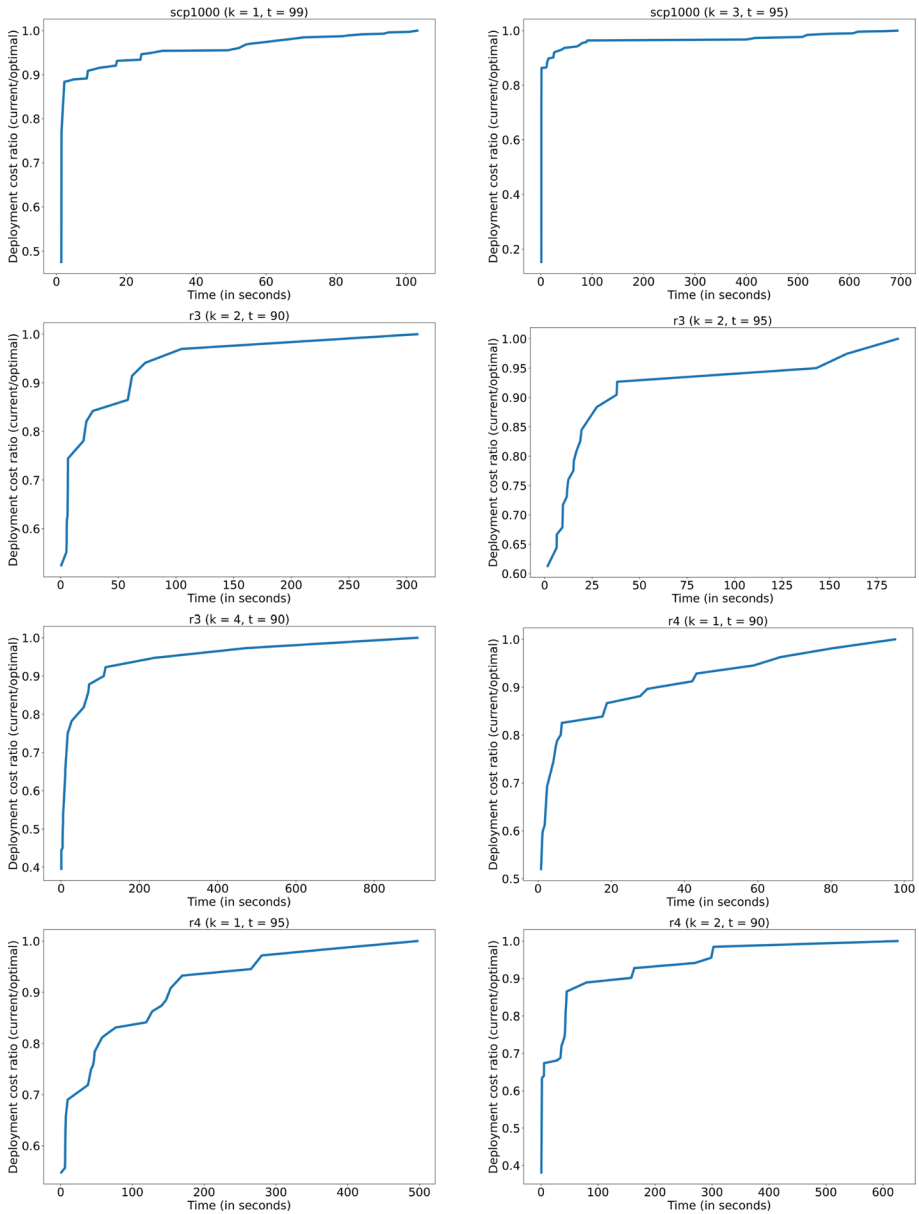 scp1000 (k = 1, t = 99)
Deployment cost ratio (current/optimal)
1.0
0.9
0.8
0.7
0.6
0.5
0 20 40 60 80 100
Time (in seconds)
scp1000 (k = 3, t = 95)
Deployment cost ratio (current/optimal)
1.0
0.8
0.6
0.4
0.2
0 100 200 300 400 500 600 700
Time (in seconds)
r3 (k = 2, t = 90)
Deployment cost ratio (current/optimal)
1.0
0.9
0.8
0.7
0.6
0 50 100 150 200 250 300
Time (in seconds)
r3 (k = 2, t = 95)
Deployment cost ratio (current/optimal)
1.00
0.95
0.90
0.85
0.80
0.75
0.70
0.65
0.60
0 25 50 75 100 125 150 175
Time (in seconds)
r3 (k = 4, t = 90)
Deployment cost ratio (current/optimal)
1.0
0.9
0.8
0.7
0.6
0.5
0.4
0 200 400 600 800
Time (in seconds)
r4 (k = 1, t = 90)
Deployment cost ratio (current/optimal)
1.0
0.9
0.8
0.7
0.6
0.5
0 20 40 60 80 100
Time (in seconds)
r4 (k = 1, t = 95)
Deployment cost ratio (current/optimal)
1.0
0.9
0.8
0.7
0.6
0 100 200 300 400 500
Time (in seconds)
r4 (k = 2, t = 90)
Deployment cost ratio (current/optimal)
1.0
0.9
0.8
0.7
0.6
0.5
0.4
0 100 200 300 400 500 600
Time (in seconds)